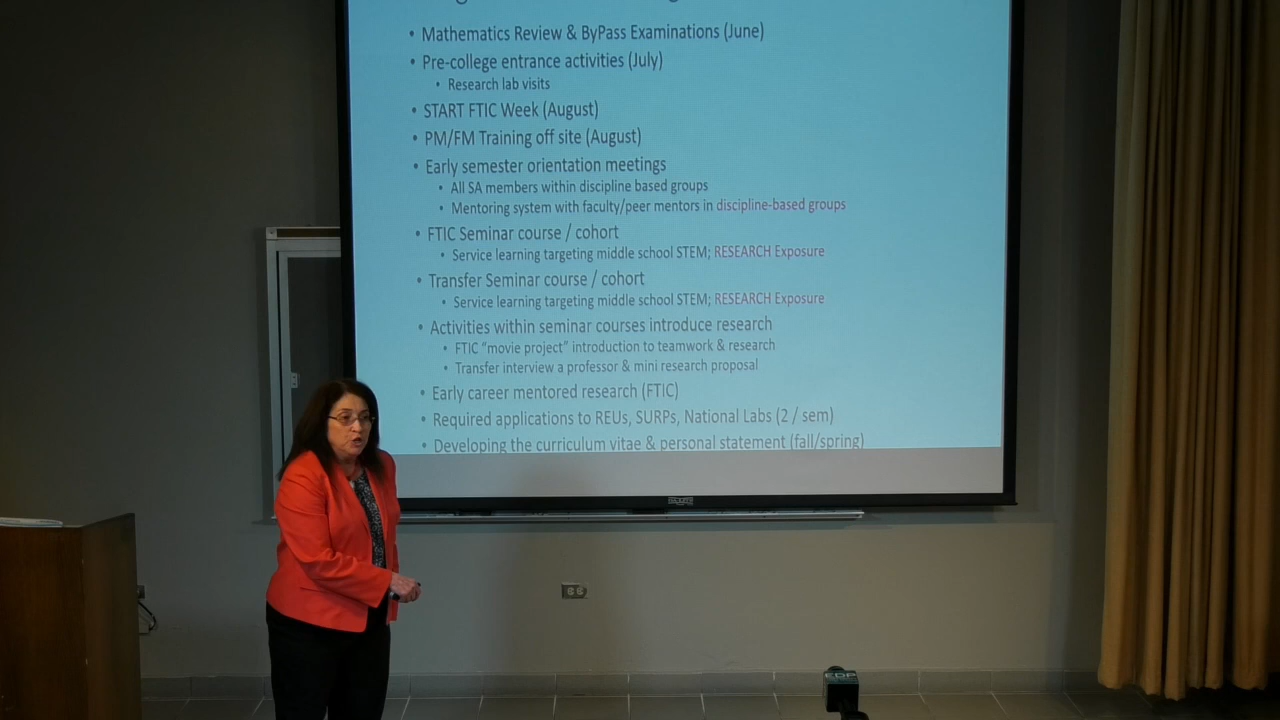 • Mathematics Review & ByPass Examinations (June)
• Pre-college entrance activities (July)
• Research lab visits
• START FTIC Week (August)
• PM/FM Training off site (August)
• Early semester orientation meetings
• All SA members within discipline based groups
• Mentoring system with faculty/peer mentors in discipline-based groups
• FTIC Seminar course / cohort
• Service learning targeting middle school STEM; RESEARCH Exposure
• Transfer Seminar course / cohort
• Service learning targeting middle school STEM; RESEARCH Exposure
• Activities within seminar courses introduce research
• FTIC “movie project” introduction to teamwork & research
• Transfer interview a professor & mini research proposal
• Early career mentored research (FTIC)
• Required applications to REUs, SURPs, National Labs (2 / sem)
• Developing the curriculum vitae & personal statement (fall/spring)